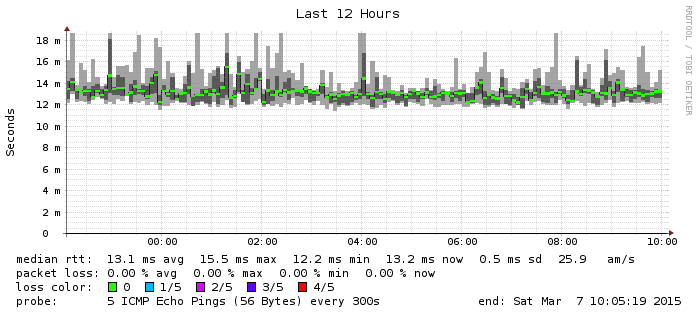 Last 12 Hours
RRDTOOL / TOBI OETIKER
Seconds
18 m
16 m
14 m
12 m
10 m
8 m
6 m
4 m
2 m
0
00:00 02:00 04:00 06:00 08:00 10:00
median rtt: 13.1 ms avg 15.5 ms max 12.2 ms min 13.2 ms now 0.5 ms sd 25.9 am/s
packet loss: 0.00 % avg 0.00 % max 0.00 % min 0.00 % now
loss color: 0 1/5 2/5 3/5 4/5
probe: 5 ICMP Echo Pings (56 Bytes) every 300s end: Sat Mar 7 10:05:19 2015